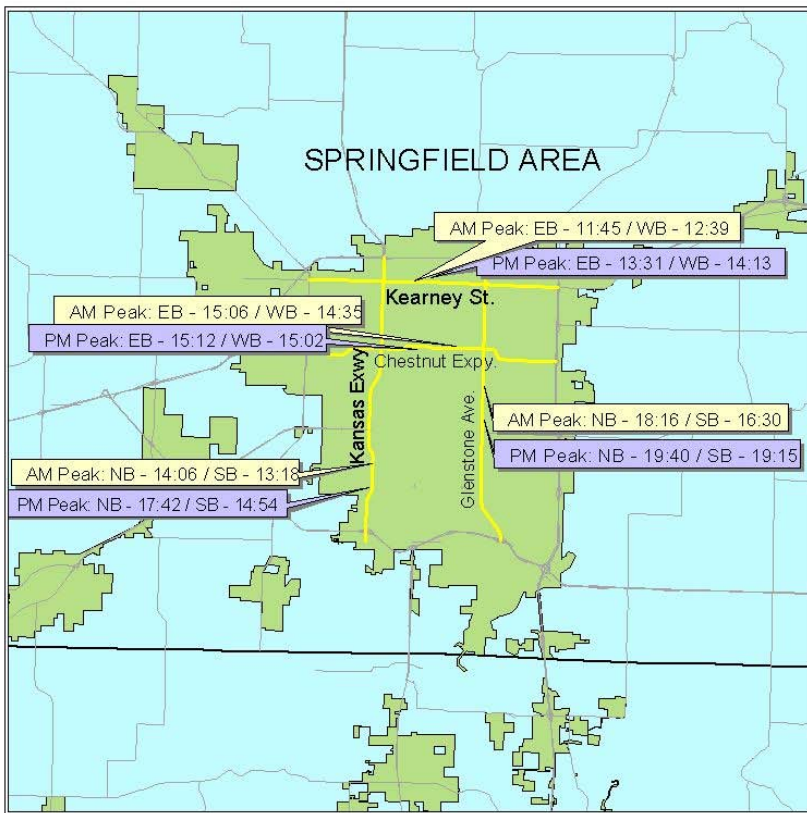 SPRINGFIELD AREA
AM Peak: EB - 11:45 / WB - 12:39
PM Peak: EB - 13:31 / WB - 14:13
Kearney St.
AM Peak: EB - 15:06 / WB - 14:35
PM Peak: EB - 15:12 / WB - 15:02
Chestnut Expy.
Kansas Exwy
Glenstone Ave.
AM Peak: NB - 18:16 / SB - 16:30
PM Peak: NB - 19:40 / SB - 19:15
AM Peak: NB - 14:06 / SB - 13:18
PM Peak: NB - 17:42 / SB - 14:54